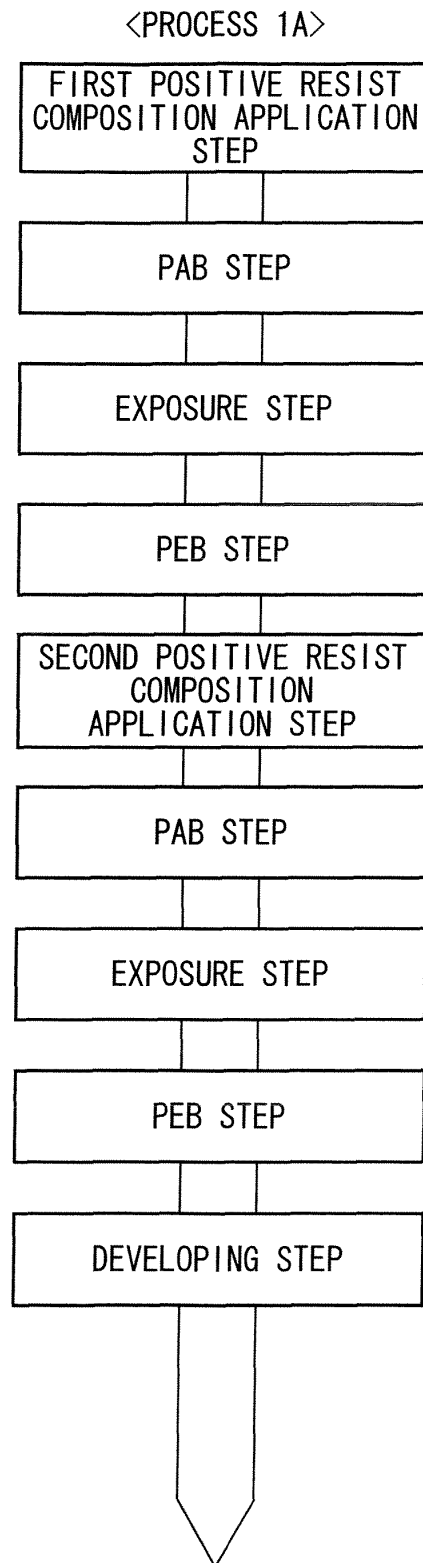 <PROCESS 1A>
FIRST POSITIVE RESIST
COMPOSITION APPLICATION
STEP
PAB STEP
EXPOSURE STEP
PEB STEP
SECOND POSITIVE RESIST
COMPOSITION
APPLICATION STEP
PAB STEP
EXPOSURE STEP
PEB STEP
DEVELOPING STEP